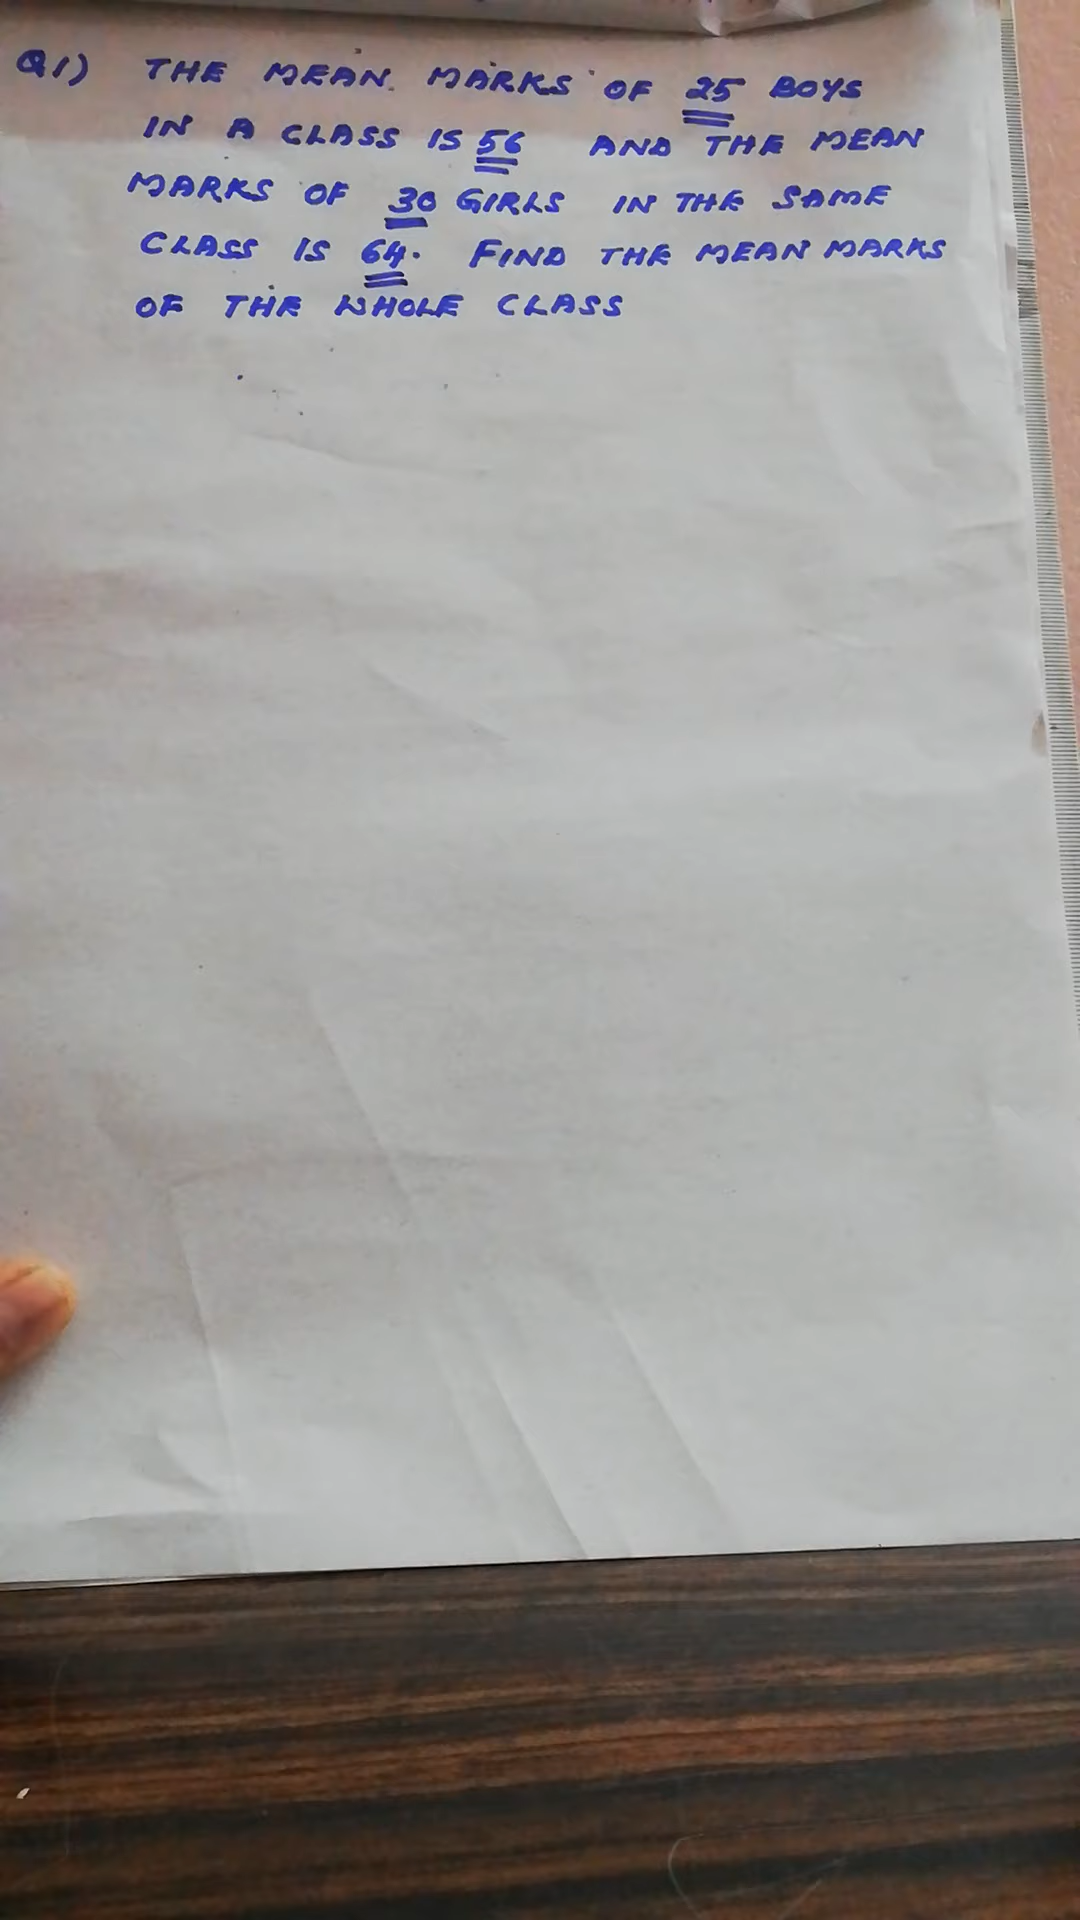 Q1) THE MEAN MARKS OF 25 BOYS
IN A CLASS IS 56 AND THE MEAN
MARKS OF 30 GIRLS IN THE SAME
CLASS IS 64. FIND THE MEAN MARKS
OF THE WHOLE CLASS